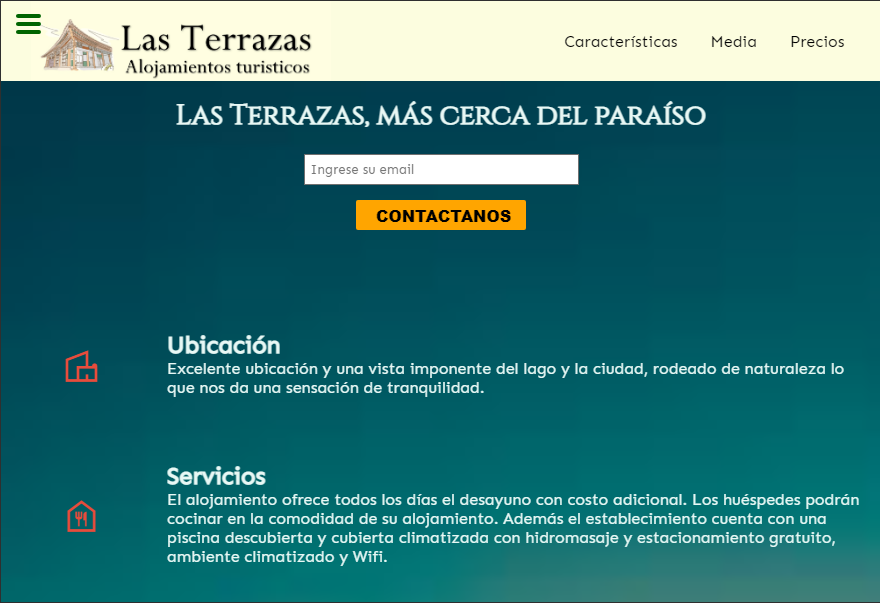 Las Terrazas
Alojamientos turisticos
Características Media Precios
Las Terrazas, más cerca del paraíso
Ingrese su email
CONTACTANOS
Ubicación
Excelente ubicación y una vista imponente del lago y la ciudad, rodeado de naturaleza lo
que nos da una sensación de tranquilidad.
Servicios
El alojamiento ofrece todos los días el desayuno con costo adicional. Los huéspedes podrán
cocinar en la comodidad de su alojamiento. Además el establecimiento cuenta con una
piscina descubierta y cubierta climatizada con hidromasaje y estacionamiento gratuito,
ambiente climatizado y Wifi.